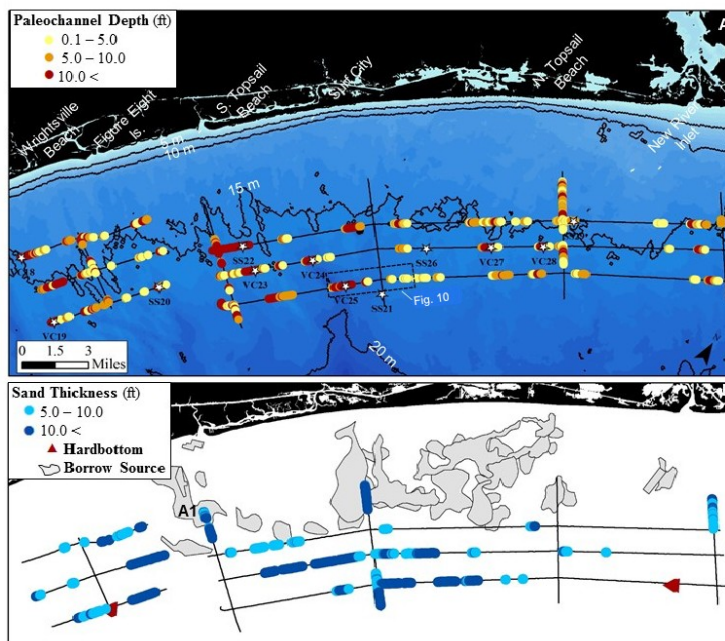 Paleochannel Depth (ft)
0.1 – 5.0
5.0 – 10.0
10.0 <
A
Wrightsville
Beach
Figure Eight
Is.
S. Topsail
Beach
Surf City
N. Topsail
Beach
New River
Inlet
5 m
10 m
15 m
20 m
SS22
VC23
VC24
SS26
VC27
VC28
SS20
VC25
SS21
Fig. 10
VC19
0 1.5 3
Miles
N
Sand Thickness (ft)
5.0 – 10.0
10.0 <
Hardbottom
Borrow Source
A1